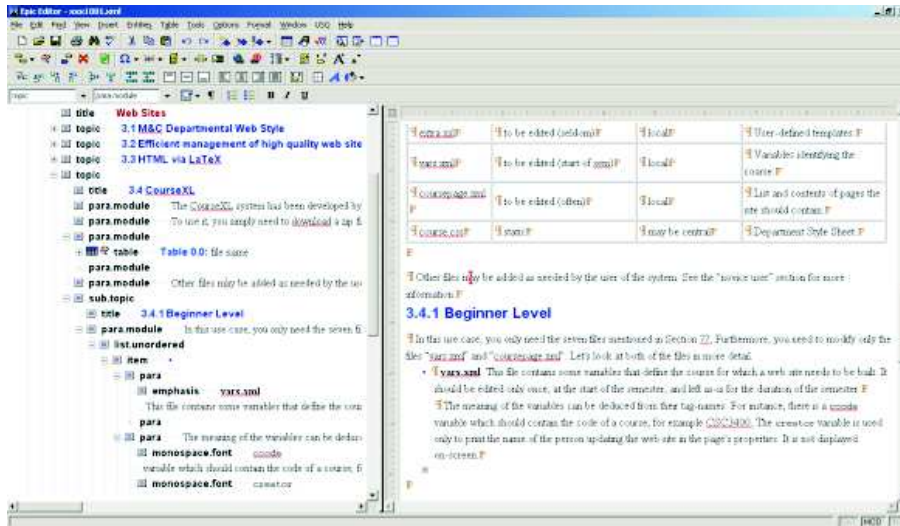 Epic Editor - xxxc1001.xml
File Edit Find View Insert Entities Table Tools Options Format Window USQ Help
topic para.module B I U
title Web Sites
topic 3.1 M&C Departmental Web Style
topic 3.2 Efficient management of high quality web site
topic 3.3 HTML via LaTeX
topic
title 3.4 CourseXL
para.module The CourseXL system has been developed by
para.module To use it, you simply need to download a zip f
para.module
table Table 0.0: file name
para.module
para.module Other files may be added as needed by the use
sub.topic
title 3.4.1 Beginner Level
para.module In this use case, you only need the seven fi
list.unordered
item •
para
emphasis vars.xml
This file contains some variables that define the cour
para
para The meaning of the variables can be deduce
monospace.font ccode
variable which should contain the code of a course, f
monospace.font creator
extra.xml to be edited (seldom) local User-defined templates.
vars.xml to be edited (start of sem) local Variables identifying the
course
coursepage.xml to be edited (often) local List and contents of pages the
site should contain.
course.css static may be central Department Style Sheet.
Other files may be added as needed by the user of the system. See the "novice user" section for more
information.
3.4.1 Beginner Level
In this use case, you only need the seven files mentioned in Section ??. Furthermore, you need to modify only the
files "vars.xml" and "coursepage.xml". Let's look at both of the files in more detail.
• vars.xml This file contains some variables that define the course for which a web site needs to be built. It
should be edited only once, at the start of the semester, and left as-is for the duration of the semester.
The meaning of the variables can be deduced from their tag-names. For instance, there is a ccode
variable which should contain the code of a course, for example CSC3400. The creator variable is used
only to print the name of the person updating the web site in the page's properties. It is not displayed
on-screen.
MOD